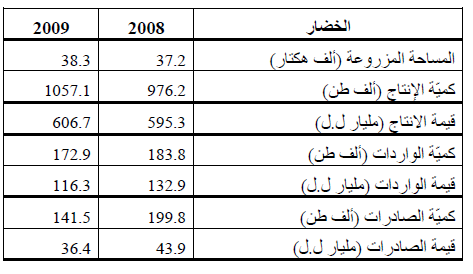 الخضار 2008 2009
المساحة المزروعة (ألف هكتار) 37.2 38.3
كميّة الإنتاج (ألف طن) 976.2 1057.1
قيمة الانتاج (مليار ل.ل) 595.3 606.7
كميّة الواردات (ألف طن) 183.8 172.9
قيمة الواردات (مليار ل.ل) 132.9 116.3
كميّة الصادرات (ألف طن) 199.8 141.5
قيمة الصادرات (مليار ل.ل) 43.9 36.4